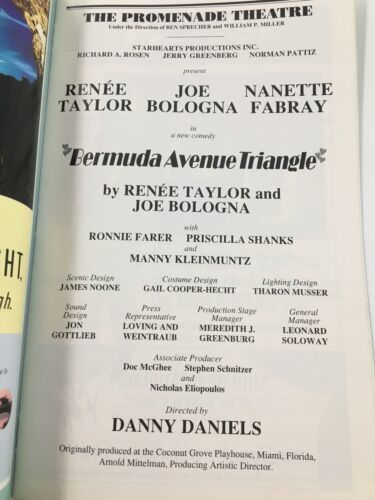 THE PROMENADE THEATRE
Under the Direction of BEN SPRECHER and WILLIAM P. MILLER
STARHEARTS PRODUCTIONS INC.
RICHARD A. ROSEN JERRY GREENBERG NORMAN PATTIZ
present
RENÉE JOE NANETTE
TAYLOR BOLOGNA FABRAY
in
a new comedy
Bermuda Avenue Triangle
by RENÉE TAYLOR and
JOE BOLOGNA
with
RONNIE FARER PRISCILLA SHANKS
and
MANNY KLEINMUNTZ
Scenic Design Costume Design Lighting Design
JAMES NOONE GAIL COOPER-HECHT THARON MUSSER
Sound Press Production Stage General
Design Representative Manager Manager
JON LOVING AND MEREDITH J. LEONARD
GOTTLIEB WEINTRAUB GREENBURG SOLOWAY
Associate Producer
Doc McGhee Stephen Schnitzer
and
Nicholas Eliopoulos
Directed by
DANNY DANIELS
Originally produced at the Coconut Grove Playhouse, Miami, Florida,
Arnold Mittelman, Producing Artistic Director.